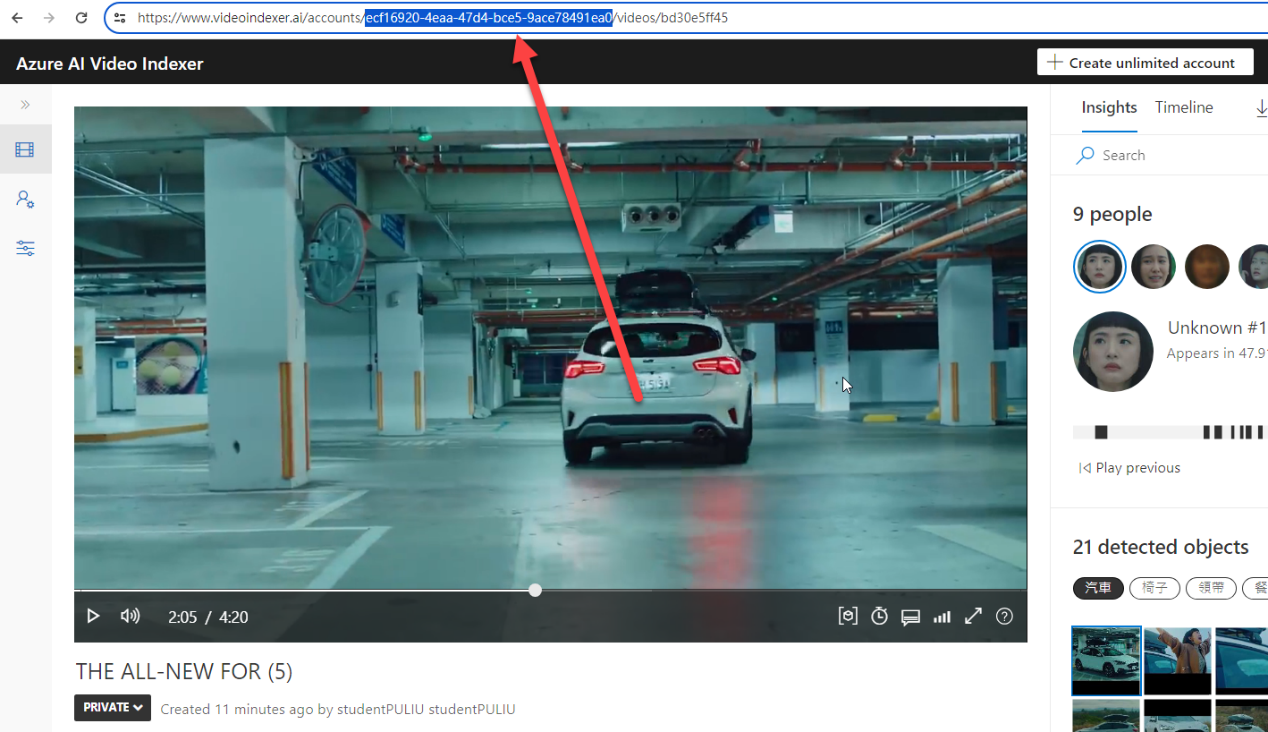 https://www.videoindexer.ai/accounts/ecf16920-4eaa-47d4-bce5-9ace78491ea0/videos/bd30e5ff45
Azure AI Video Indexer
Create unlimited account
Insights Timeline
Search
9 people
Unknown #1
Appears in 47.9
Play previous
21 detected objects
汽車 椅子 領帶 餐
2:05 / 4:20
THE ALL-NEW FOR (5)
PRIVATE
Created 11 minutes ago by studentPULIU studentPULIU